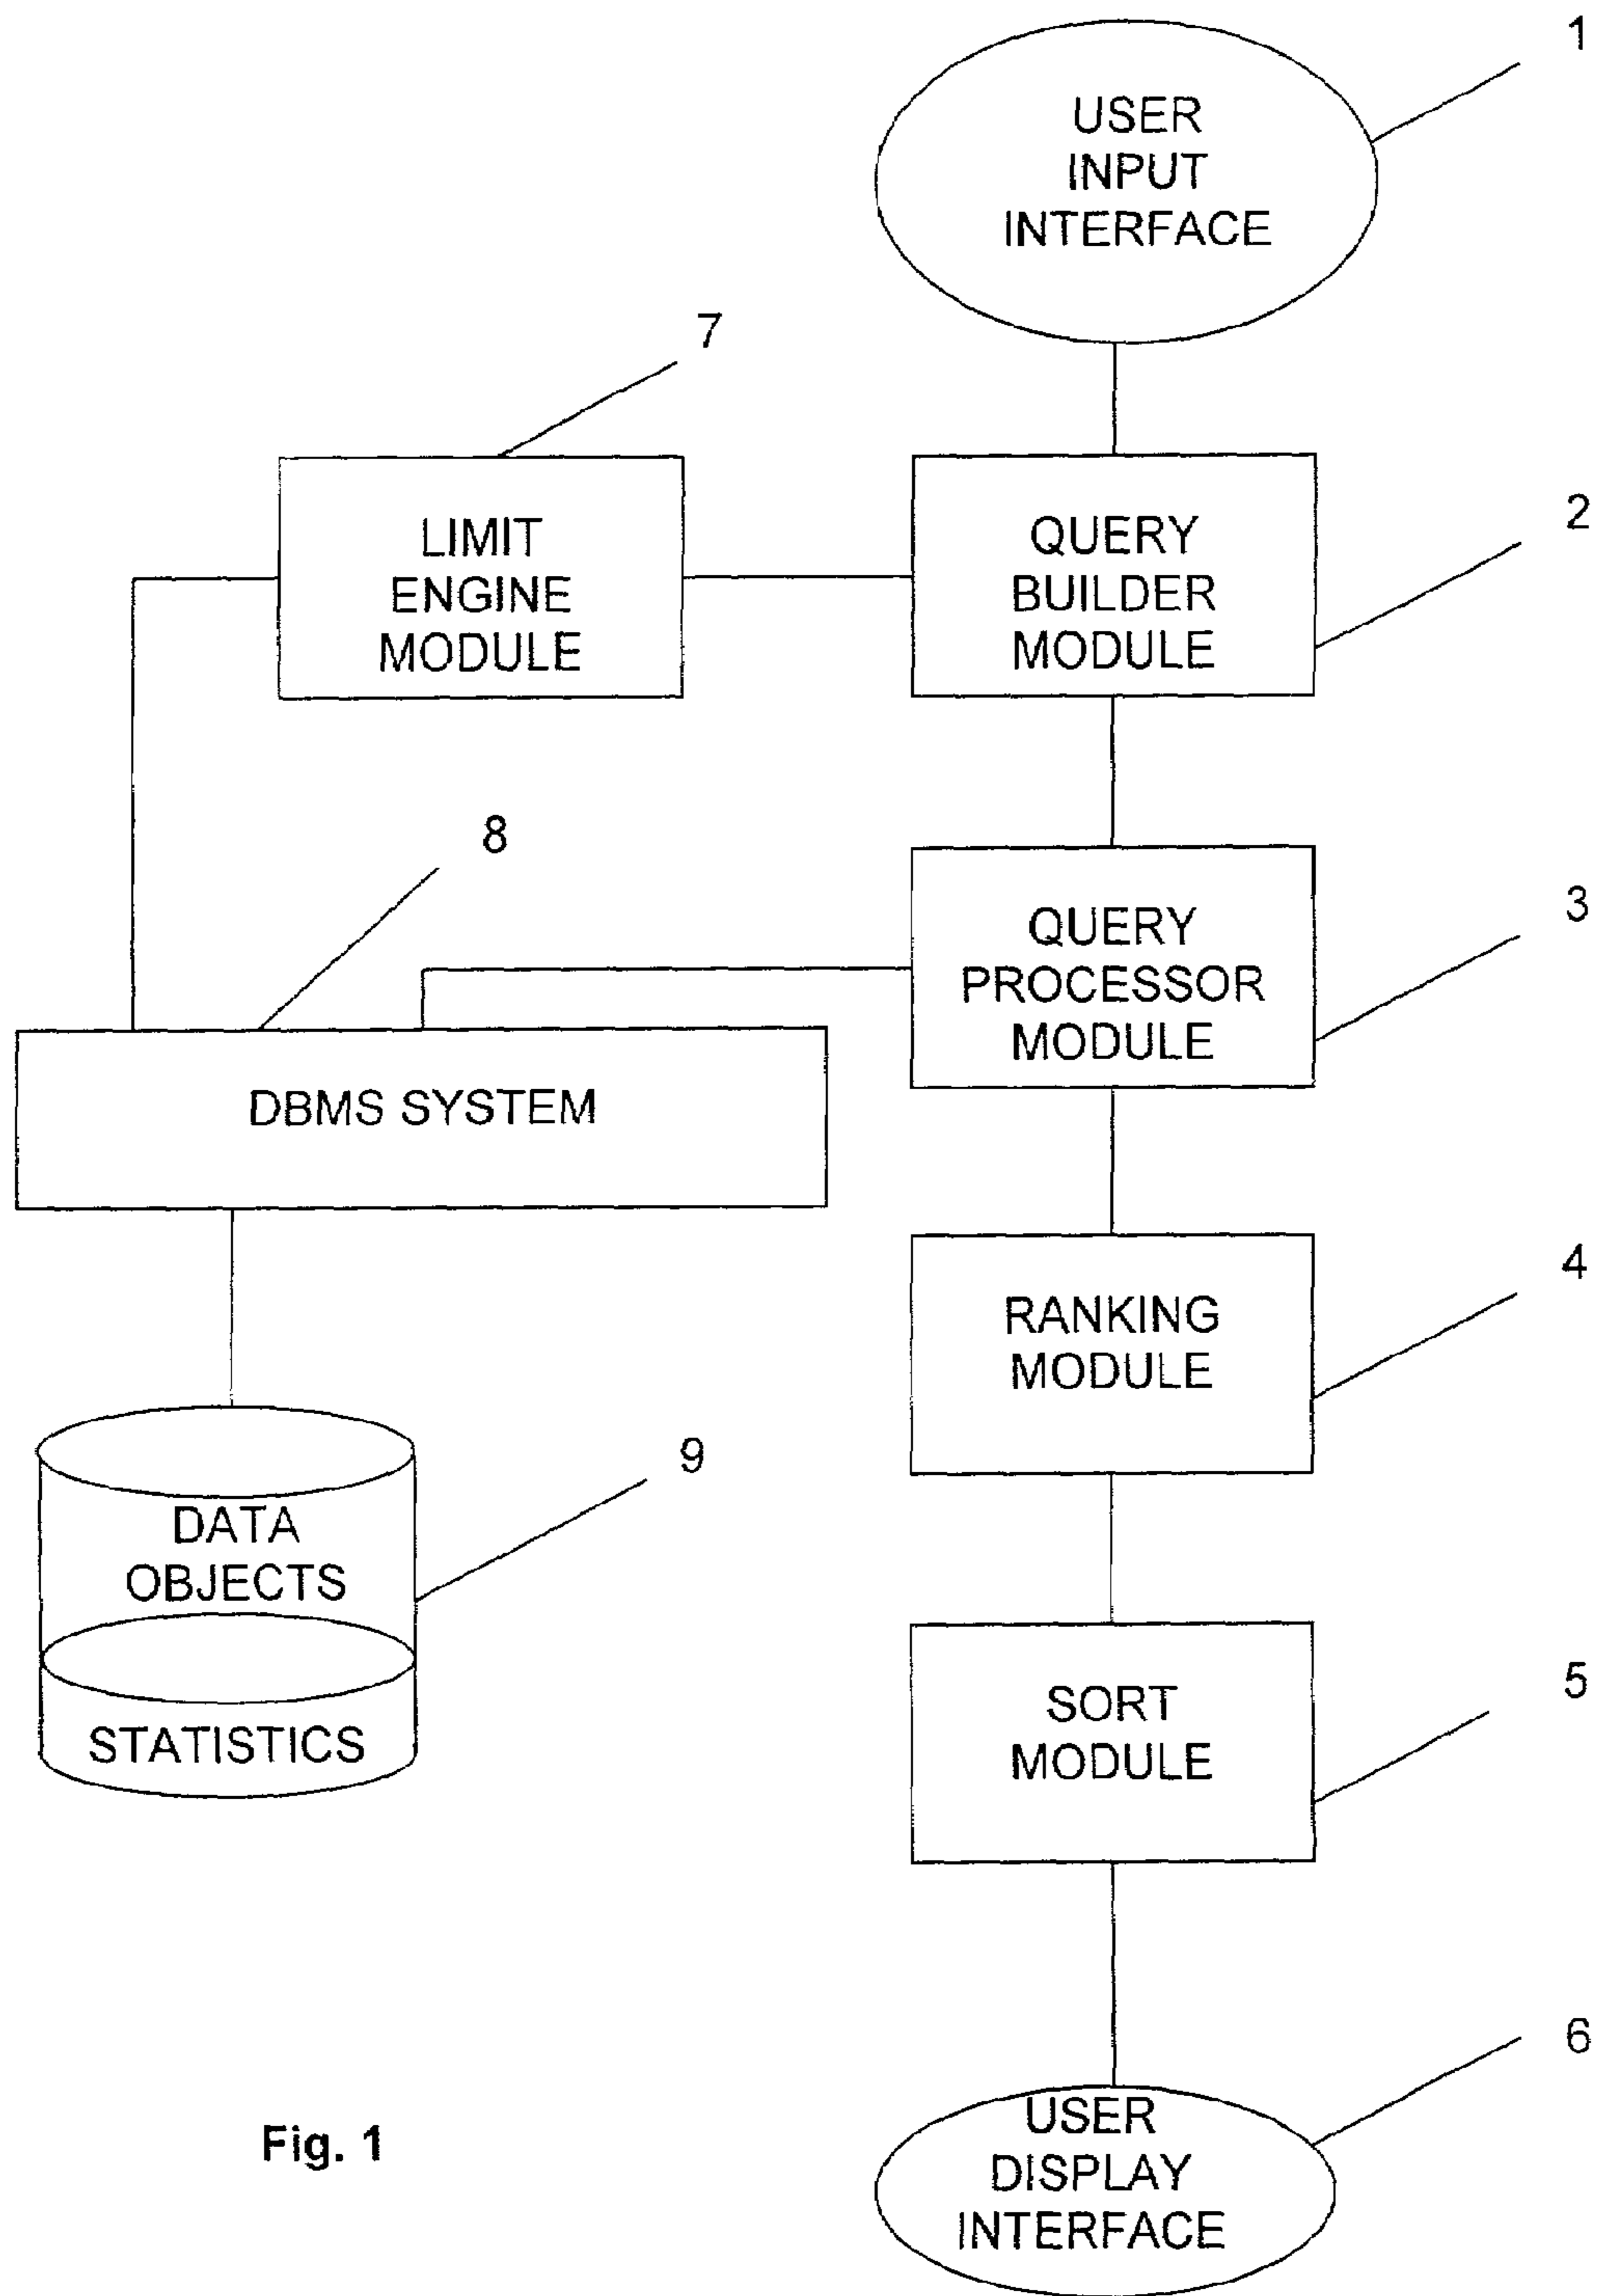 1
USER
INPUT
INTERFACE
7
LIMIT
ENGINE
MODULE
2
QUERY
BUILDER
MODULE
8
3
QUERY
PROCESSOR
MODULE
DBMS SYSTEM
4
RANKING
MODULE
9
DATA
OBJECTS
STATISTICS
5
SORT
MODULE
6
USER
DISPLAY
INTERFACE
Fig. 1